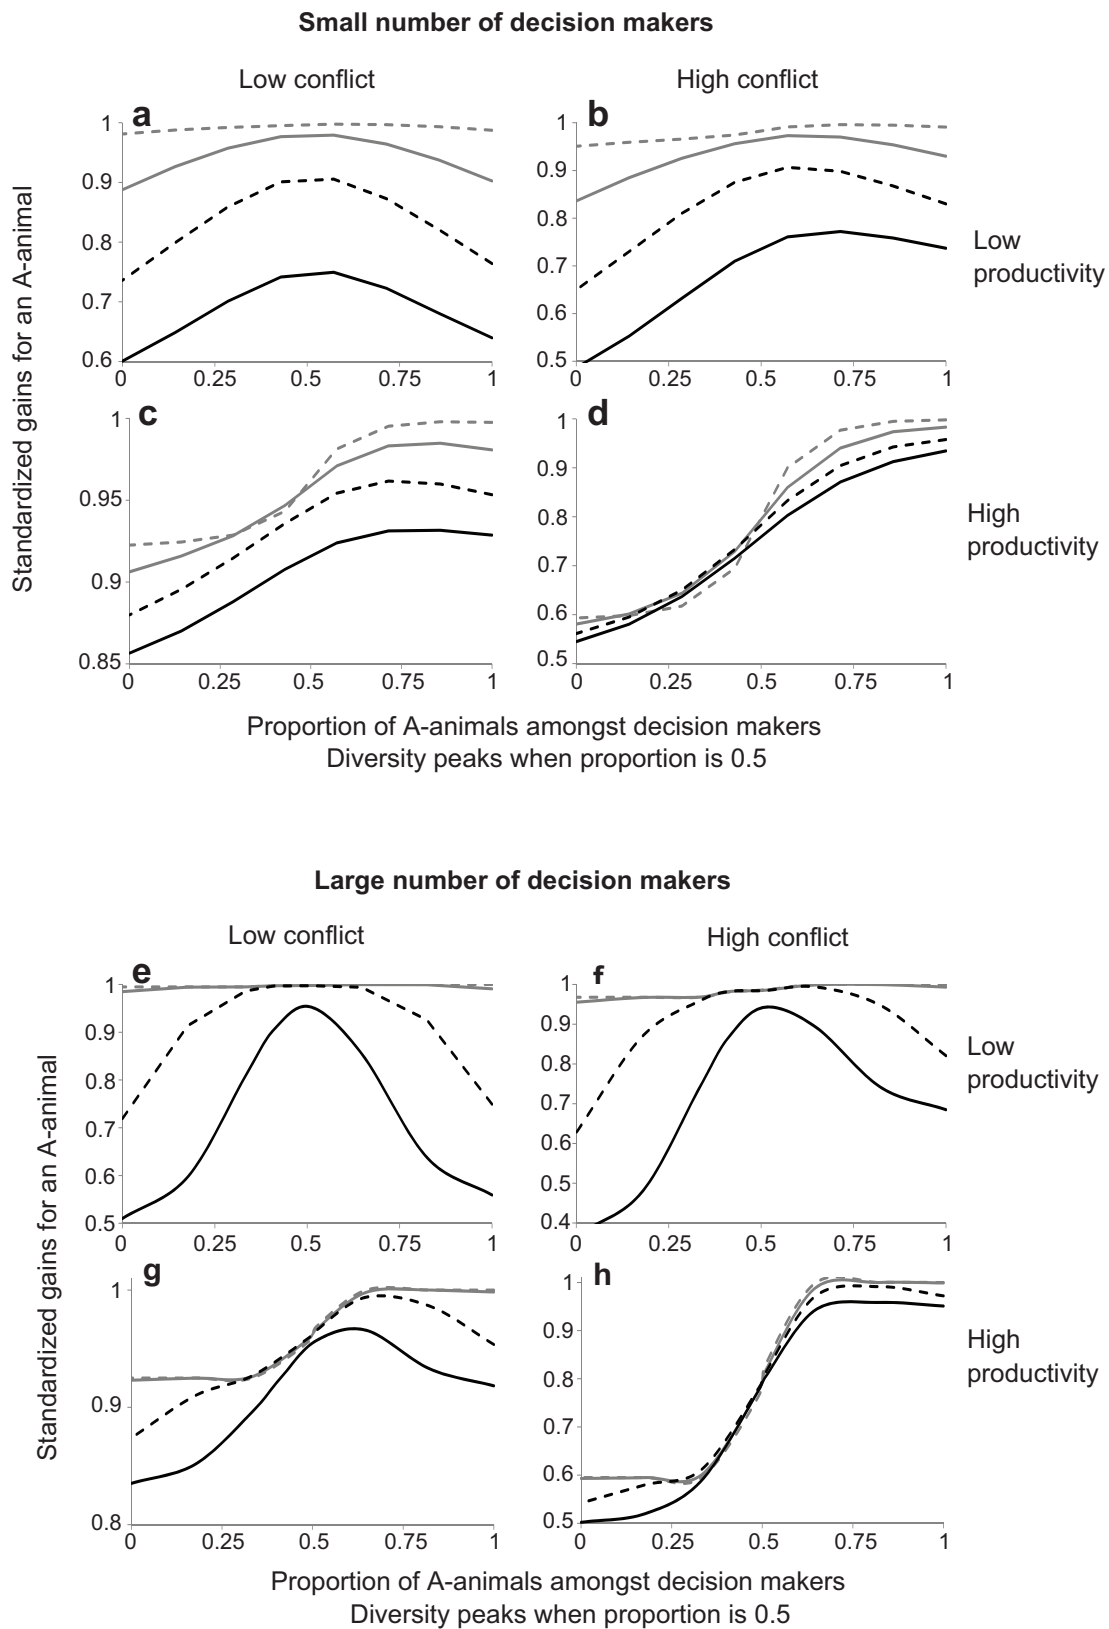 Small number of decision makers
Low conflict
High conflict
a
b
1
0.9
0.8
0.7
0.6
0 0.25 0.5 0.75 1
1
0.9
0.8
0.7
0.6
0.5
0 0.25 0.5 0.75 1
Low
productivity
c
d
1
0.95
0.9
0.85
0 0.25 0.5 0.75 1
1
0.9
0.8
0.7
0.6
0.5
0 0.25 0.5 0.75 1
High
productivity
Standardized gains for an A-animal
Proportion of A-animals amongst decision makers
Diversity peaks when proportion is 0.5
Large number of decision makers
Low conflict
High conflict
e
f
1
0.9
0.8
0.7
0.6
0.5
0 0.25 0.5 0.75 1
1
0.9
0.8
0.7
0.6
0.5
0.4
0 0.25 0.5 0.75 1
Low
productivity
g
h
1
0.9
0.8
0 0.25 0.5 0.75 1
1
0.9
0.8
0.7
0.6
0.5
0 0.25 0.5 0.75 1
High
productivity
Standardized gains for an A-animal
Proportion of A-animals amongst decision makers
Diversity peaks when proportion is 0.5